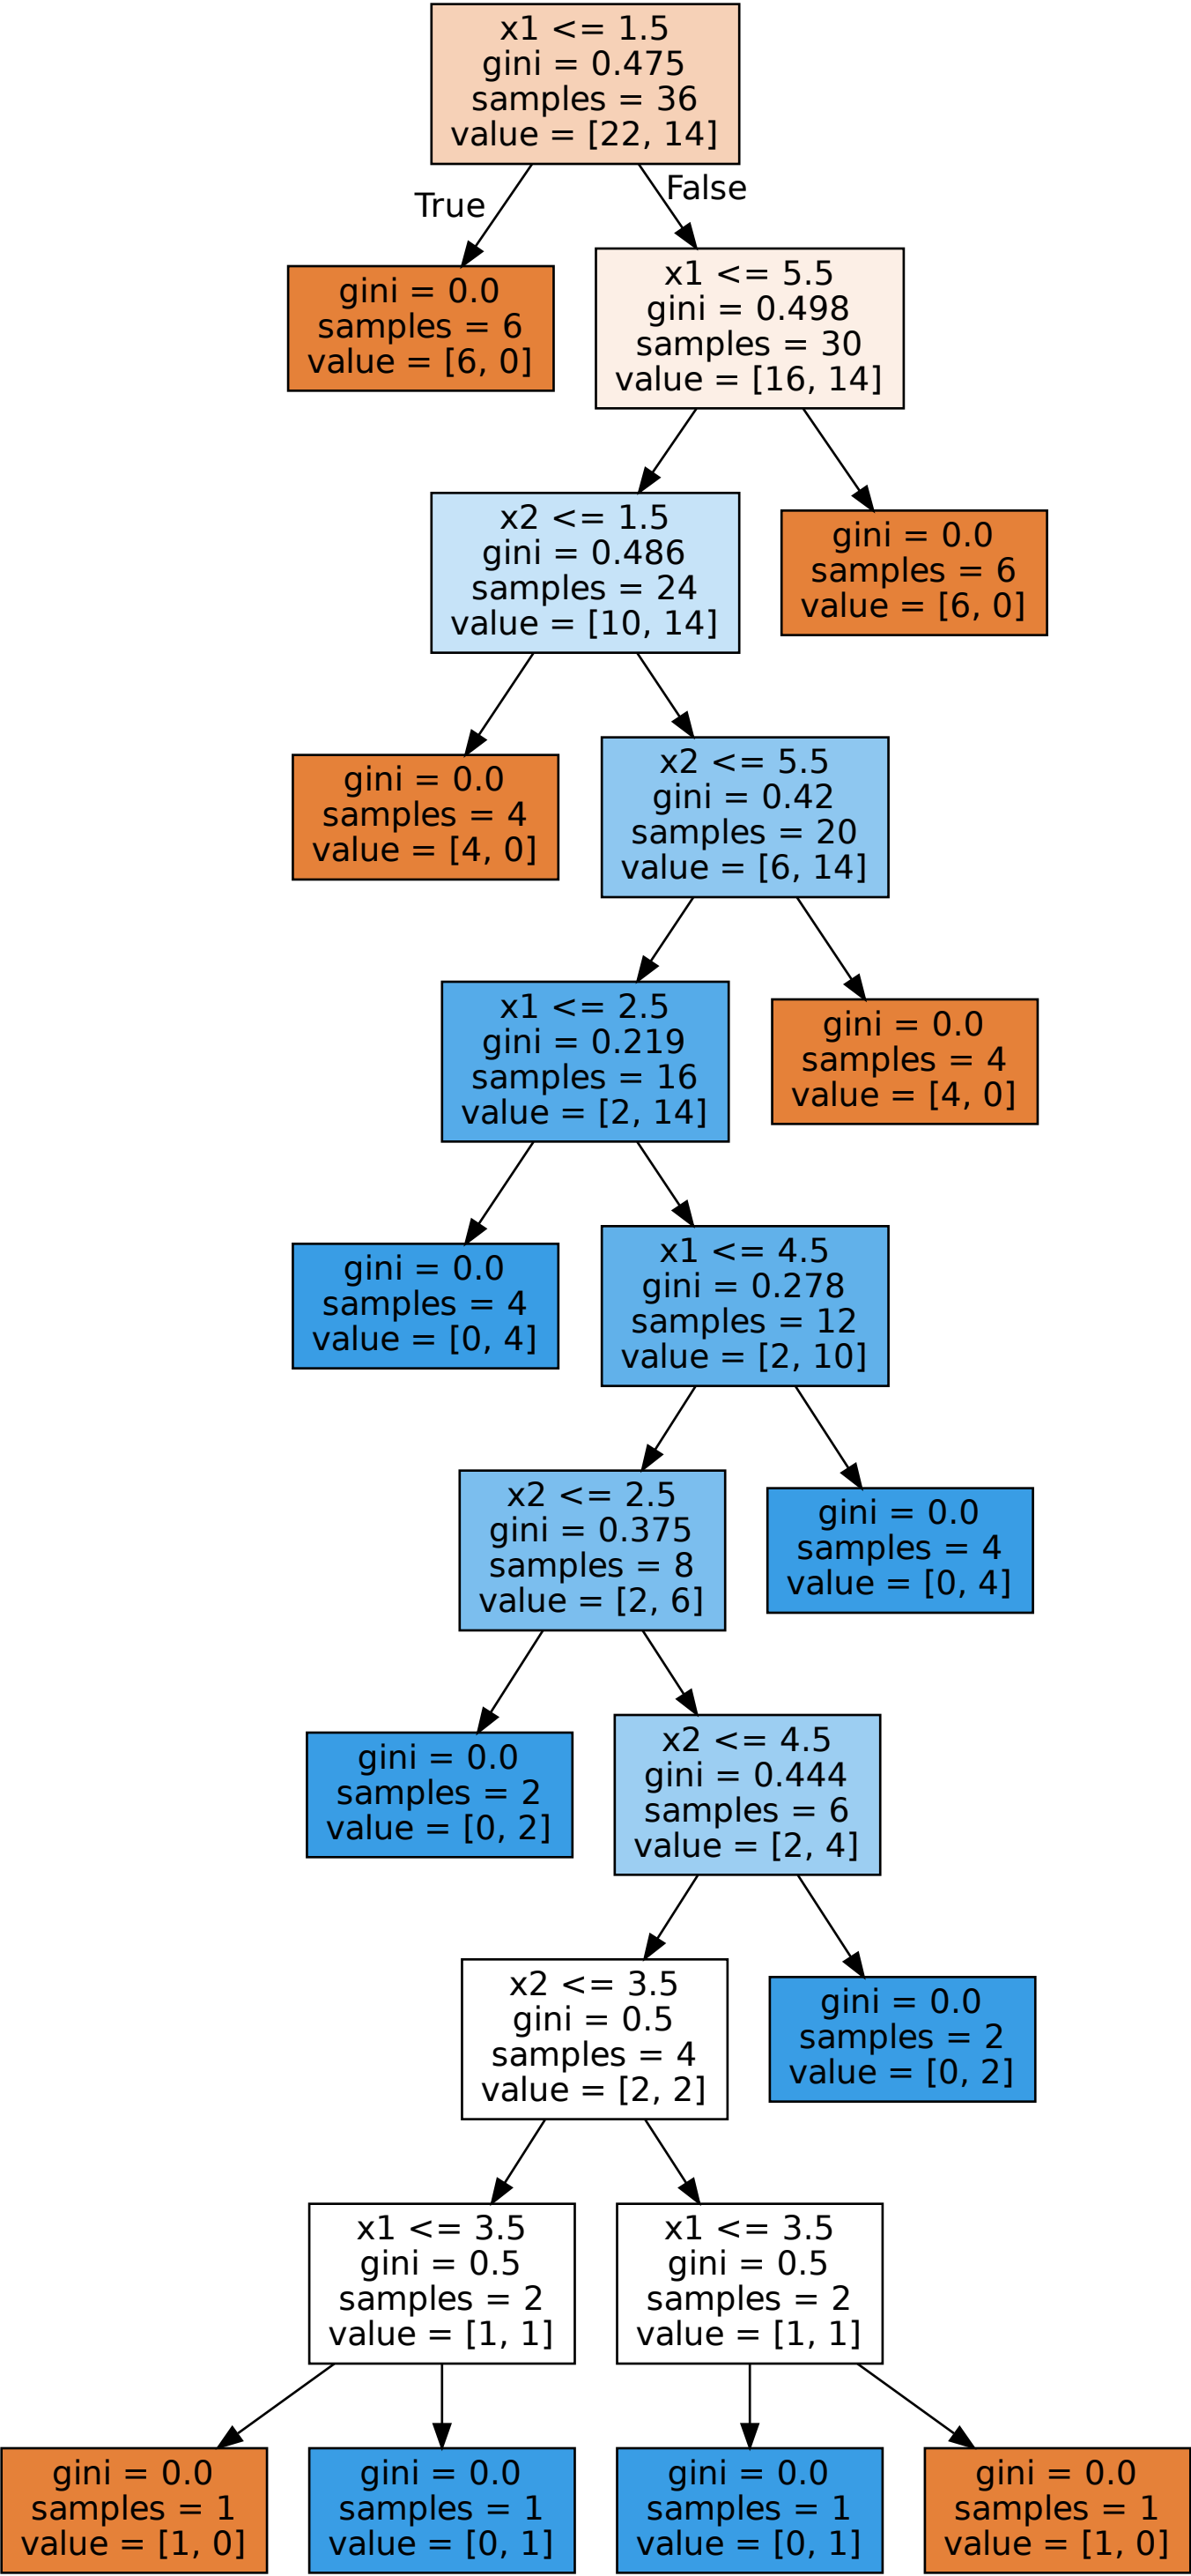 x1 <= 1.5
gini = 0.475
samples = 36
value = [22, 14]
True
False
gini = 0.0
samples = 6
value = [6, 0]
x1 <= 5.5
gini = 0.498
samples = 30
value = [16, 14]
x2 <= 1.5
gini = 0.486
samples = 24
value = [10, 14]
gini = 0.0
samples = 6
value = [6, 0]
gini = 0.0
samples = 4
value = [4, 0]
x2 <= 5.5
gini = 0.42
samples = 20
value = [6, 14]
x1 <= 2.5
gini = 0.219
samples = 16
value = [2, 14]
gini = 0.0
samples = 4
value = [4, 0]
gini = 0.0
samples = 4
value = [0, 4]
x1 <= 4.5
gini = 0.278
samples = 12
value = [2, 10]
x2 <= 2.5
gini = 0.375
samples = 8
value = [2, 6]
gini = 0.0
samples = 4
value = [0, 4]
gini = 0.0
samples = 2
value = [0, 2]
x2 <= 4.5
gini = 0.444
samples = 6
value = [2, 4]
x2 <= 3.5
gini = 0.5
samples = 4
value = [2, 2]
gini = 0.0
samples = 2
value = [0, 2]
x1 <= 3.5
gini = 0.5
samples = 2
value = [1, 1]
x1 <= 3.5
gini = 0.5
samples = 2
value = [1, 1]
gini = 0.0
samples = 1
value = [1, 0]
gini = 0.0
samples = 1
value = [0, 1]
gini = 0.0
samples = 1
value = [0, 1]
gini = 0.0
samples = 1
value = [1, 0]